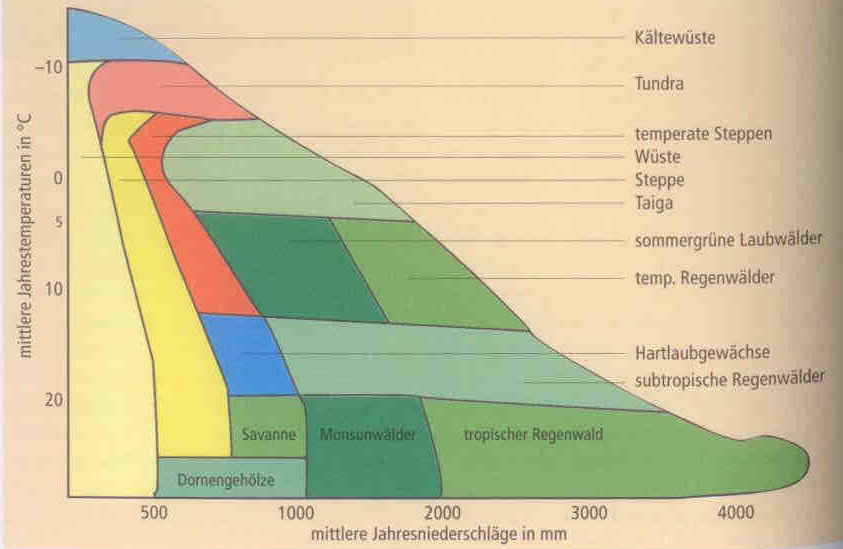 Kältewüste
−10
Tundra
temperate Steppen
Wüste
0
Steppe
Taiga
5
sommergrüne Laubwälder
temp. Regenwälder
10
Hartlaubgewächse
subtropische Regenwälder
20
Savanne
Monsunwälder
tropischer Regenwald
Dornengehölze
mittlere Jahrestemperaturen in °C
500
1000
2000
3000
4000
mittlere Jahresniederschläge in mm